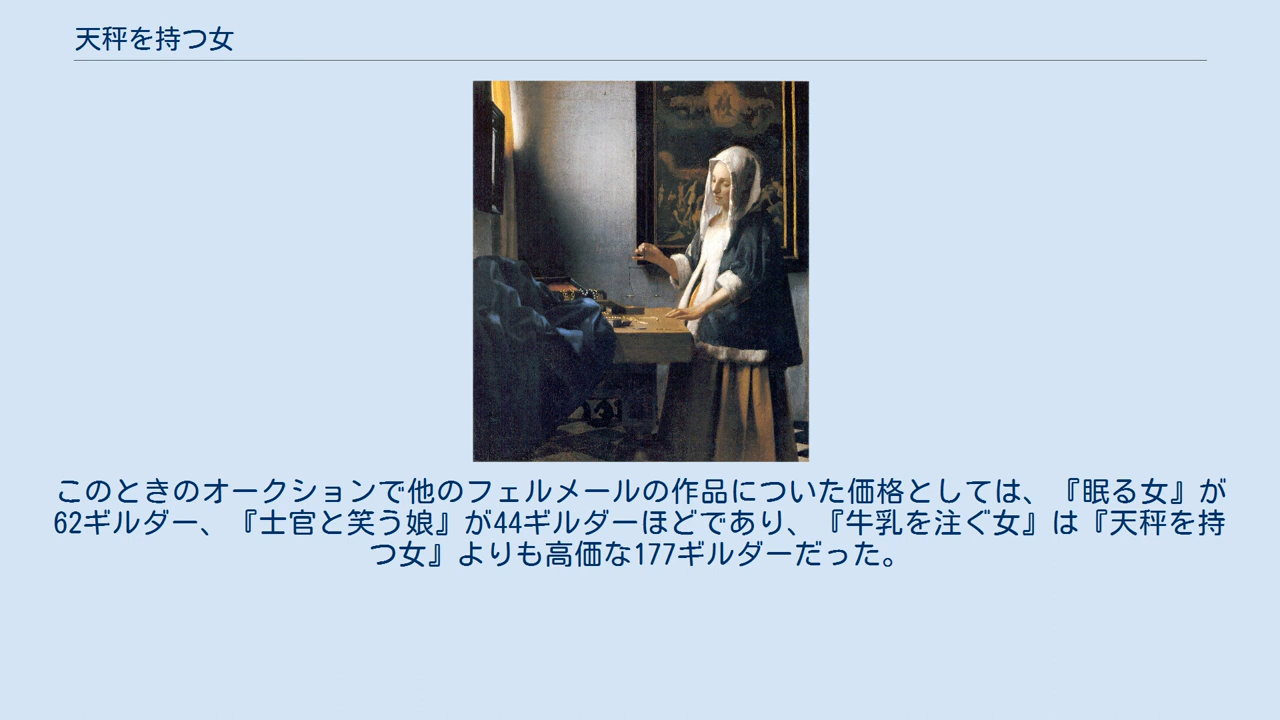 天秤を持つ女
このときのオークションで他のフェルメールの作品についた価格としては、『眠る女』が
62ギルダー、『士官と笑う娘』が44ギルダーほどであり、『牛乳を注ぐ女』は『天秤を持
つ女』よりも高価な177ギルダーだった。